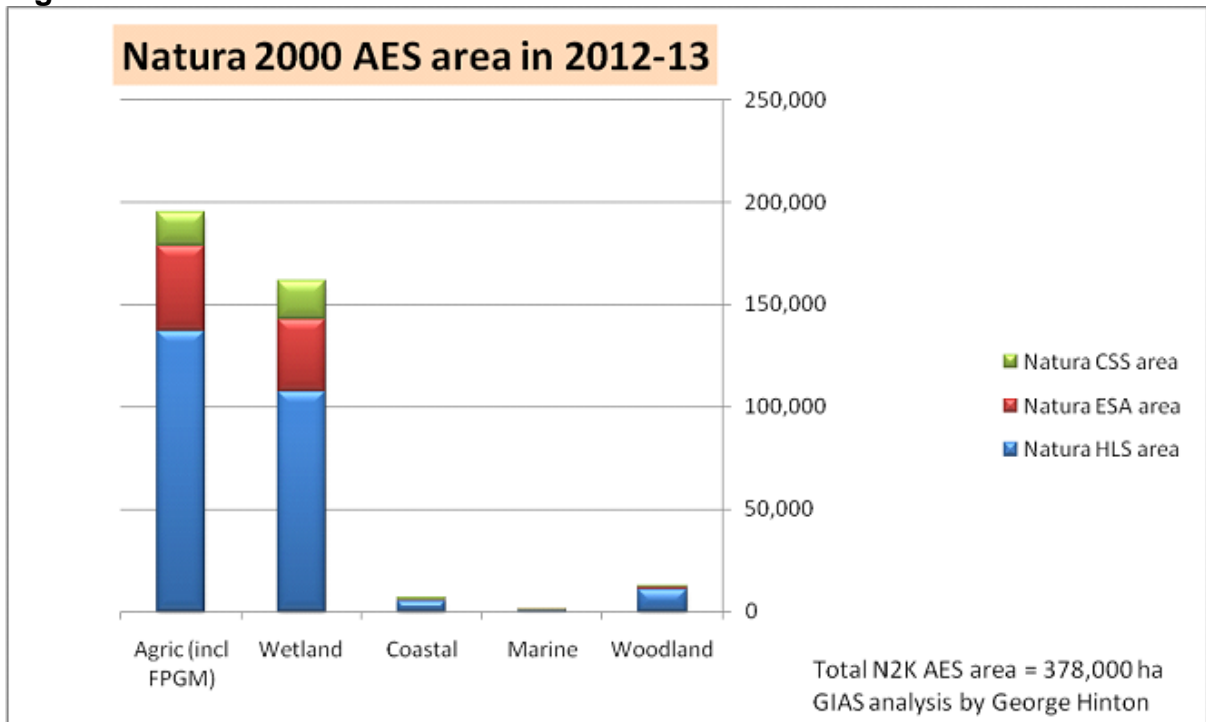 Natura 2000 AES area in 2012-13
250,000
200,000
150,000
100,000
50,000
0
Natura CSS area
Natura ESA area
Natura HLS area
Agric (incl
FPGM)
Wetland
Coastal
Marine
Woodland
Total N2K AES area = 378,000 ha
GIAS analysis by George Hinton